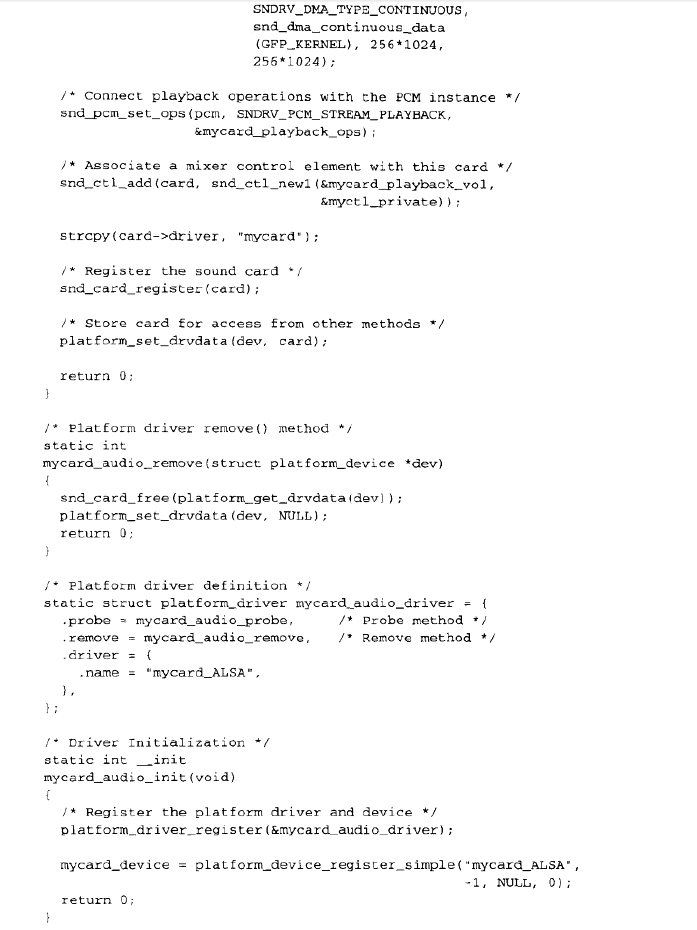 SNDRV_DMA_TYPE_CONTINUOUS,
snd_dma_continuous_data
(GFP_KERNEL), 256*1024,
256*1024);
/* Connect playback operations with the PCM instance */
snd_pcm_set_ops(pcm, SNDRV_PCM_STREAM_PLAYBACK,
&mycard_playback_ops);
/* Associate a mixer control element with this card */
snd_ctl_add(card, snd_ctl_new1(&mycard_playback_vol,
&myctl_private));
strcpy(card->driver, "mycard");
/* Register the sound card */
snd_card_register(card);
/* Store card for access from other methods */
platform_set_drvdata(dev, card);
return 0;
}
/* Platform driver remove() method */
static int
mycard_audio_remove(struct platform_device *dev)
{
snd_card_free(platform_get_drvdata(dev));
platform_set_drvdata(dev, NULL);
return 0;
}
/* Platform driver definition */
static struct platform_driver mycard_audio_driver = {
.probe = mycard_audio_probe, /* Probe method */
.remove = mycard_audio_remove, /* Remove method */
.driver = {
.name = "mycard_ALSA",
},
};
/* Driver Initialization */
static int __init
mycard_audio_init(void)
{
/* Register the platform driver and device */
platform_driver_register(&mycard_audio_driver);
mycard_device = platform_device_register_simple("mycard_ALSA",
-1, NULL, 0);
return 0;
}